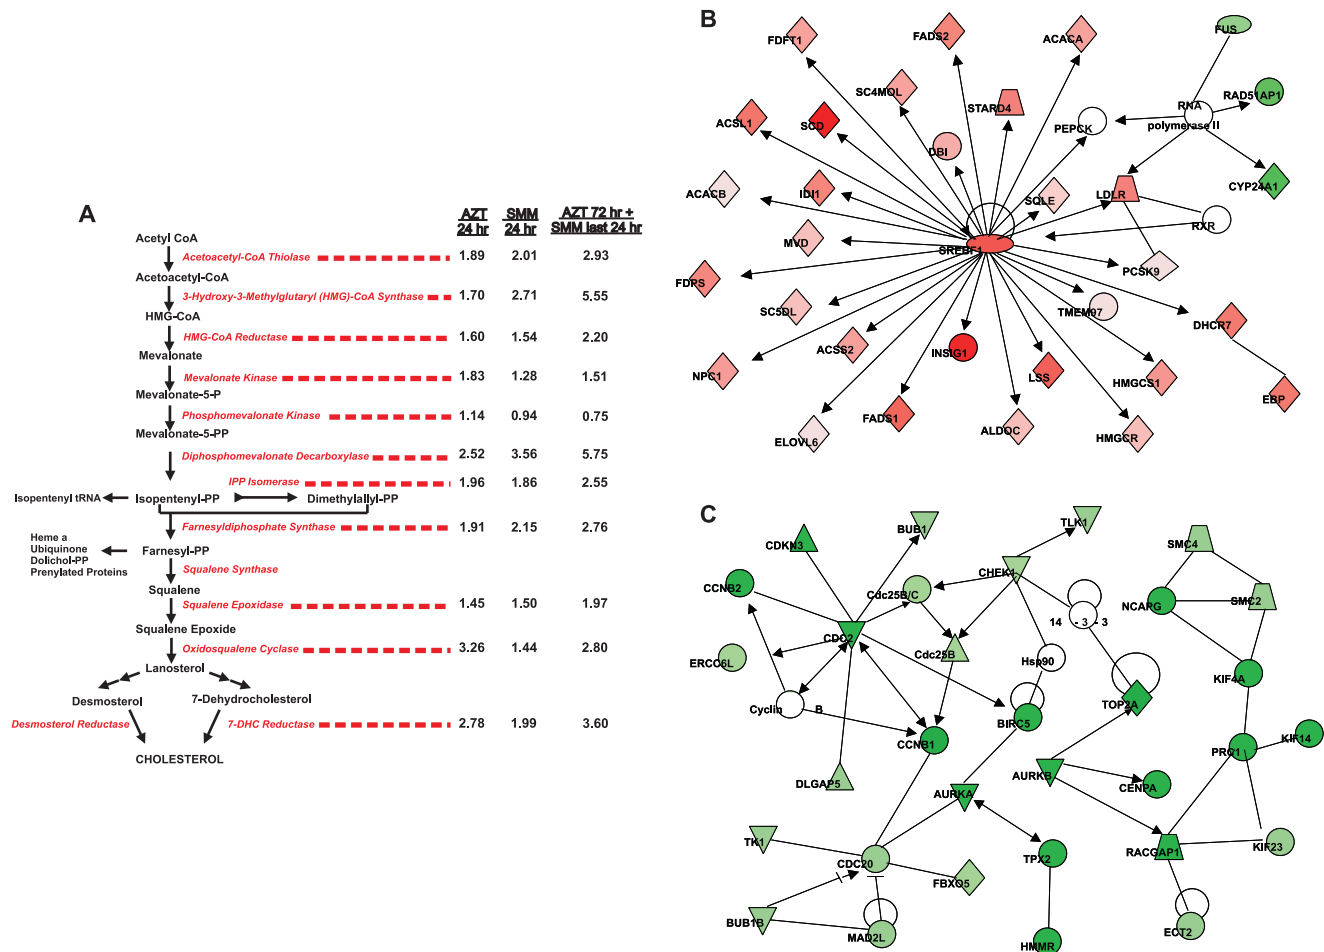 A
AZT SMM AZT 72 hr +
24 hr 24 hr SMM last 24 hr
Acetyl CoA
Acetoacetyl-CoA Thiolase 1.89 2.01 2.93
Acetoacetyl-CoA
3-Hydroxy-3-Methylglutaryl (HMG)-CoA Synthase 1.70 2.71 5.55
HMG-CoA
HMG-CoA Reductase 1.60 1.54 2.20
Mevalonate
Mevalonate Kinase 1.83 1.28 1.51
Mevalonate-5-P
Phosphomevalonate Kinase 1.14 0.94 0.75
Mevalonate-5-PP
Diphosphomevalonate Decarboxylase 2.52 3.56 5.75
IPP Isomerase 1.96 1.86 2.55
Isopentenyl tRNA Isopentenyl-PP Dimethylallyl-PP
Farnesyldiphosphate Synthase 1.91 2.15 2.76
Heme a
Ubiquinone
Dolichol-PP
Prenylated Proteins
Farnesyl-PP
Squalene Synthase
Squalene
Squalene Epoxidase 1.45 1.50 1.97
Squalene Epoxide
Oxidosqualene Cyclase 3.26 1.44 2.80
Lanosterol
Desmosterol 7-Dehydrocholesterol
Desmosterol Reductase 7-DHC Reductase 2.78 1.99 3.60
CHOLESTEROL
B
FDFT1
FADS2
ACACA
FUS
SC4MOL
RAD51AP1
STARD4
RNA
polymerase II
ACSL1
SCD
PEPCK
DBI
CYP24A1
ACACB
IDI1
SQLE
LDLR
RXR
MVD
SREBF1
PCSK9
FDPS
SC5DL
TMEM97
DHCR7
ACSS2
INSIG1
NPC1
LSS
HMGCS1
EBP
FADS1
ELOVL6
ALDOC
HMGCR
C
BUB1
TLK1
CDKN3
SMC4
CHEK1
CCNB2
Cdc25B/C
NCAPG
SMC2
14 - 3 - 3
CDC2
ERCC6L
Cdc25B
Hsp90
KIF4A
Cyclin B
TOP2A
BIRC5
CCNB1
PRC1
KIF14
DLGAP5
AURKB
CENPA
AURKA
TK1
CDC20
TPX2
RACGAP1
KIF23
FBXO5
BUB1B
MAD2L
HMMR
ECT2